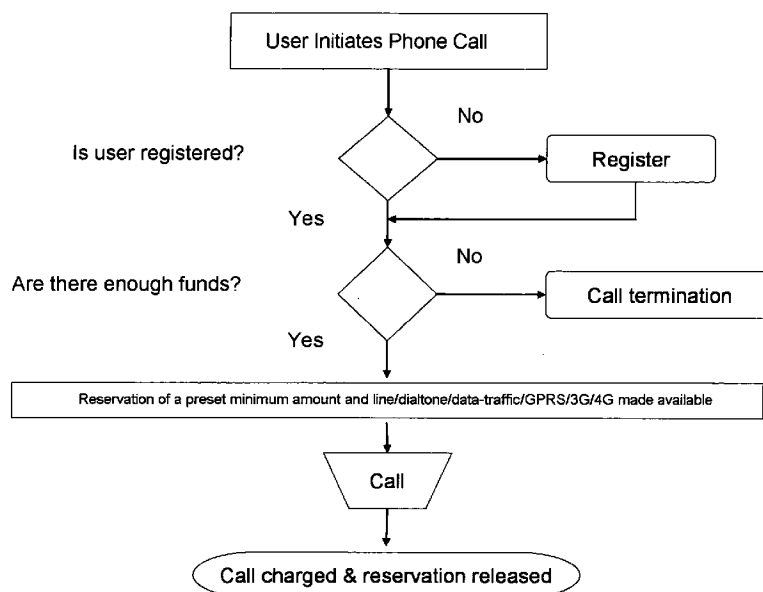 User Initiates Phone Call
No
Is user registered?
Register
Yes
No
Are there enough funds?
Call termination
Yes
Reservation of a preset minimum amount and line/dialtone/data-traffic/GPRS/3G/4G made available
Call
Call charged & reservation released